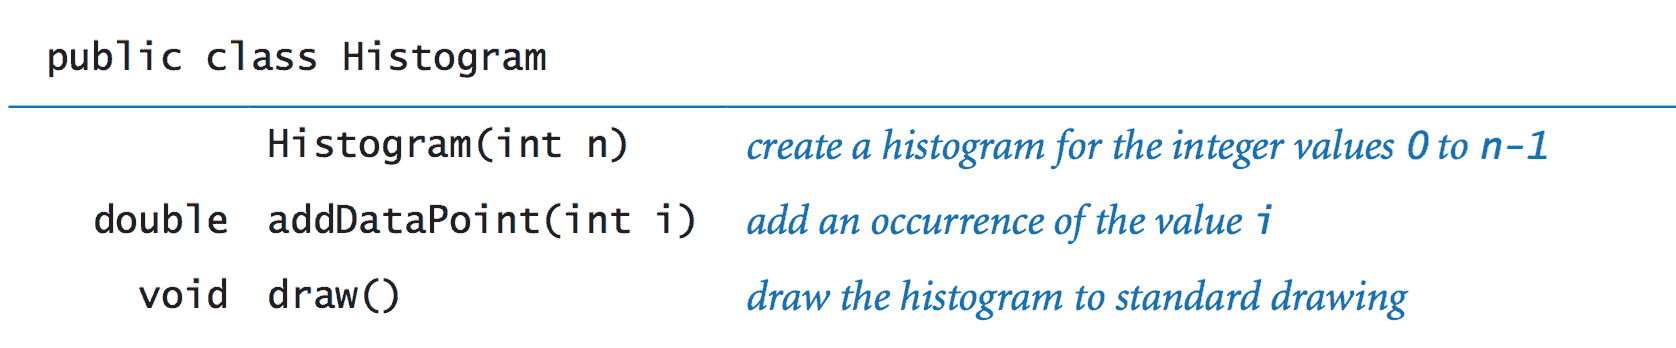 public class Histogram
Histogram(int n) create a histogram for the integer values 0 to n-1
double addDataPoint(int i) add an occurrence of the value i
void draw() draw the histogram to standard drawing